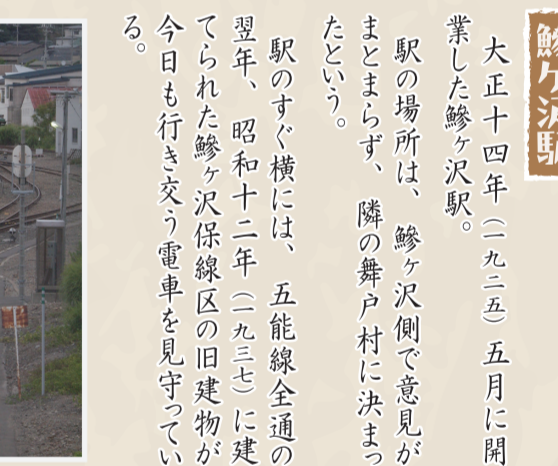 鰺ヶ沢駅
大正十四年（一九二五）五月に開
業した鰺ヶ沢駅。
駅の場所は、鰺ヶ沢側で意見が
まとまらず、隣の舞戸村に決まっ
たという。
駅のすぐ横には、五能線全通の
翌年、昭和十二年（一九三七）に建
てられた鰺ヶ沢保線区の旧建物が
今日も行き交う電車を見守ってい
る。